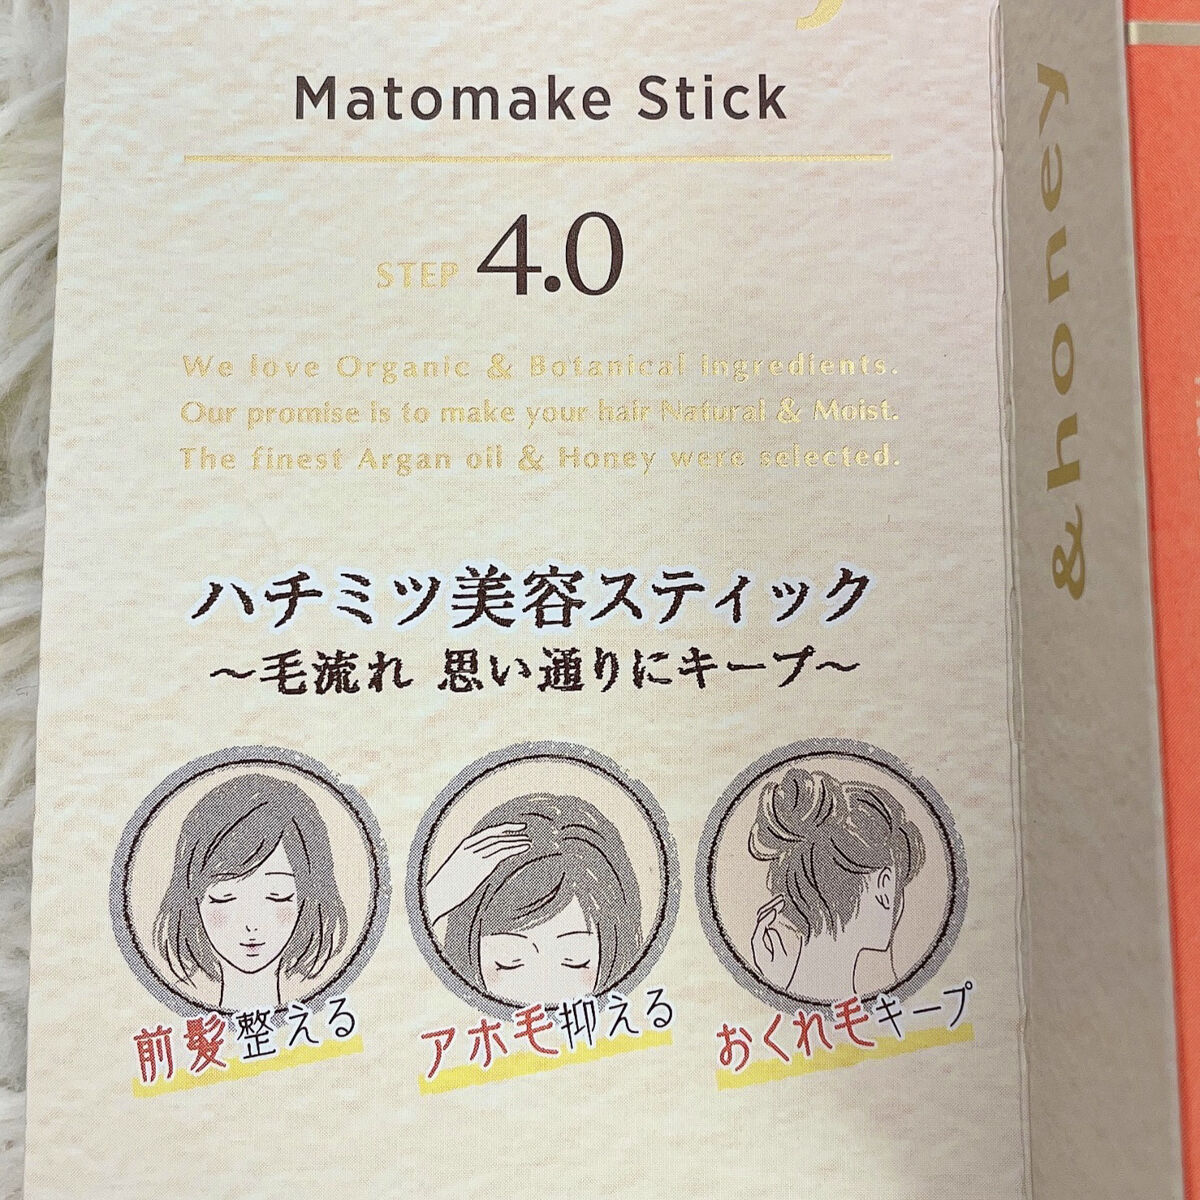 Matomake Stick
STEP 4.0
We love Organic & Botanical ingredients.
Our promise is to make your hair Natural & Moist.
The finest Argan oil & Honey were selected.
ハチミツ美容スティック
〜毛流れ 思い通りにキープ〜
前髪整える
アホ毛抑える
おくれ毛キープ
&honey